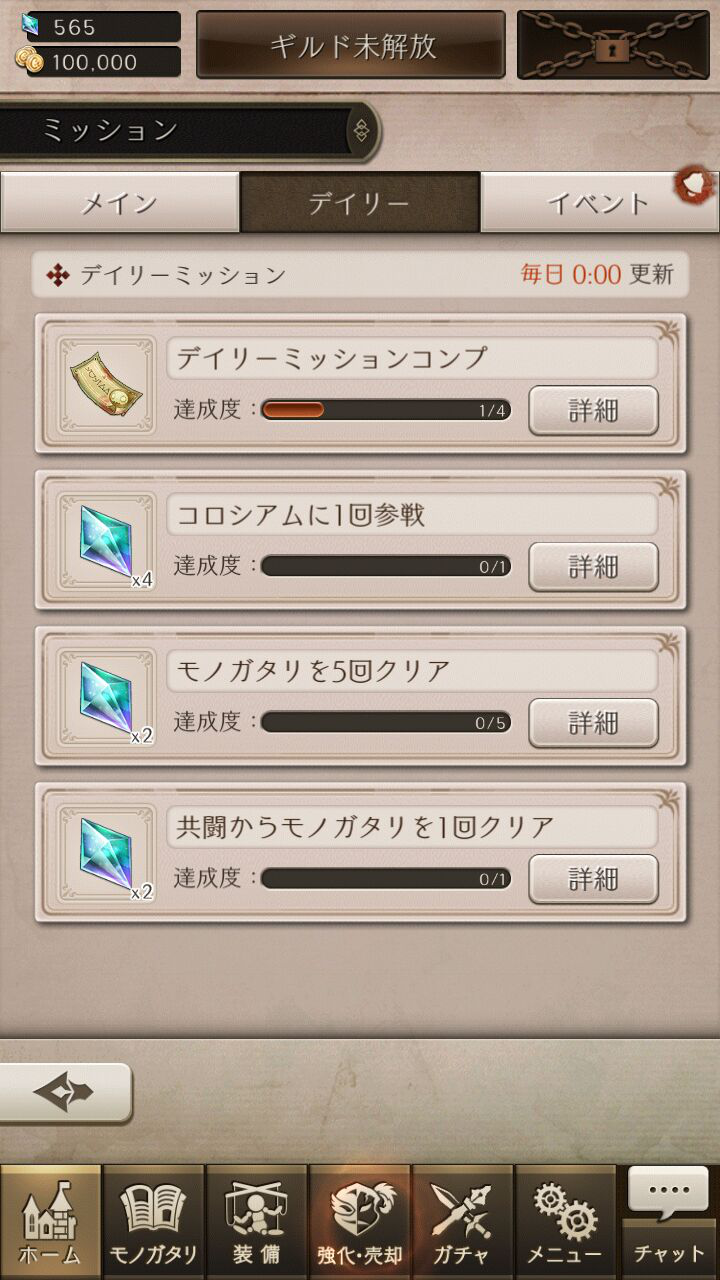 565
ギルド未解放
100,000
ミッション
メイン
デイリー
イベント
デイリーミッション
毎日 0:00 更新
デイリーミッションコンプ
達成度：
1/4
詳細
コロシアムに1回参戦
x4
達成度：
0/1
詳細
モノガタリを5回クリア
x2
達成度：
0/5
詳細
共闘からモノガタリを1回クリア
x2
達成度：
0/1
詳細
ホーム
モノガタリ
装備
強化・売却
ガチャ
メニュー
チャット